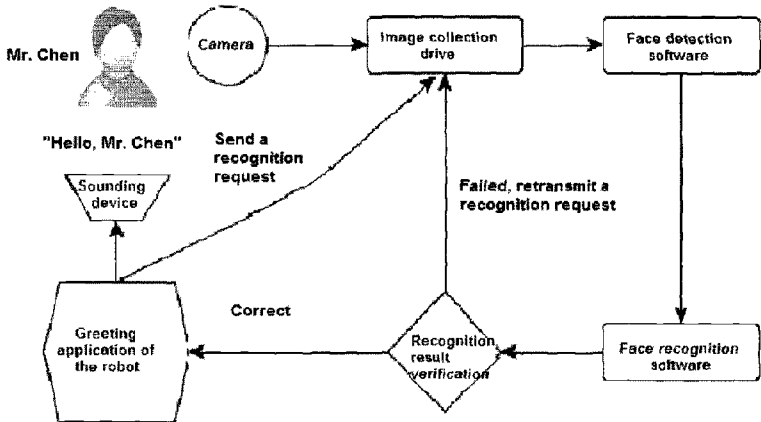 Mr. Chen
Camera
Image collection
drive
Face detection
software
"Hello, Mr. Chen"
Send a
recognition
request
Sounding
device
Failed, retransmit a
recognition request
Correct
Greeting
application of
the robot
Recognition
result
verification
Face recognition
software